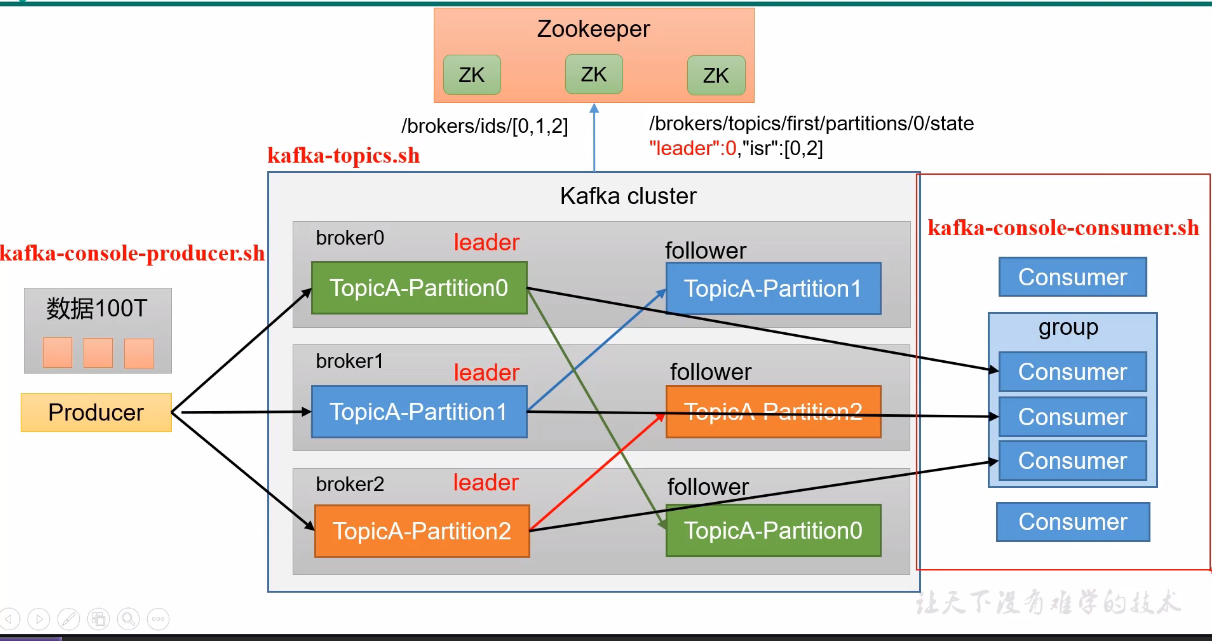 Zookeeper
ZK
ZK
ZK
/brokers/ids/[0,1,2]
/brokers/topics/first/partitions/0/state
"leader":0,"isr":[0,2]
kafka-topics.sh
Kafka cluster
kafka-console-producer.sh
数据100T
Producer
broker0
leader
follower
TopicA-Partition0
TopicA-Partition1
broker1
leader
follower
TopicA-Partition1
TopicA-Partition2
broker2
leader
follower
TopicA-Partition2
TopicA-Partition0
kafka-console-consumer.sh
Consumer
group
Consumer
Consumer
Consumer
Consumer
让天下没有难学的技术